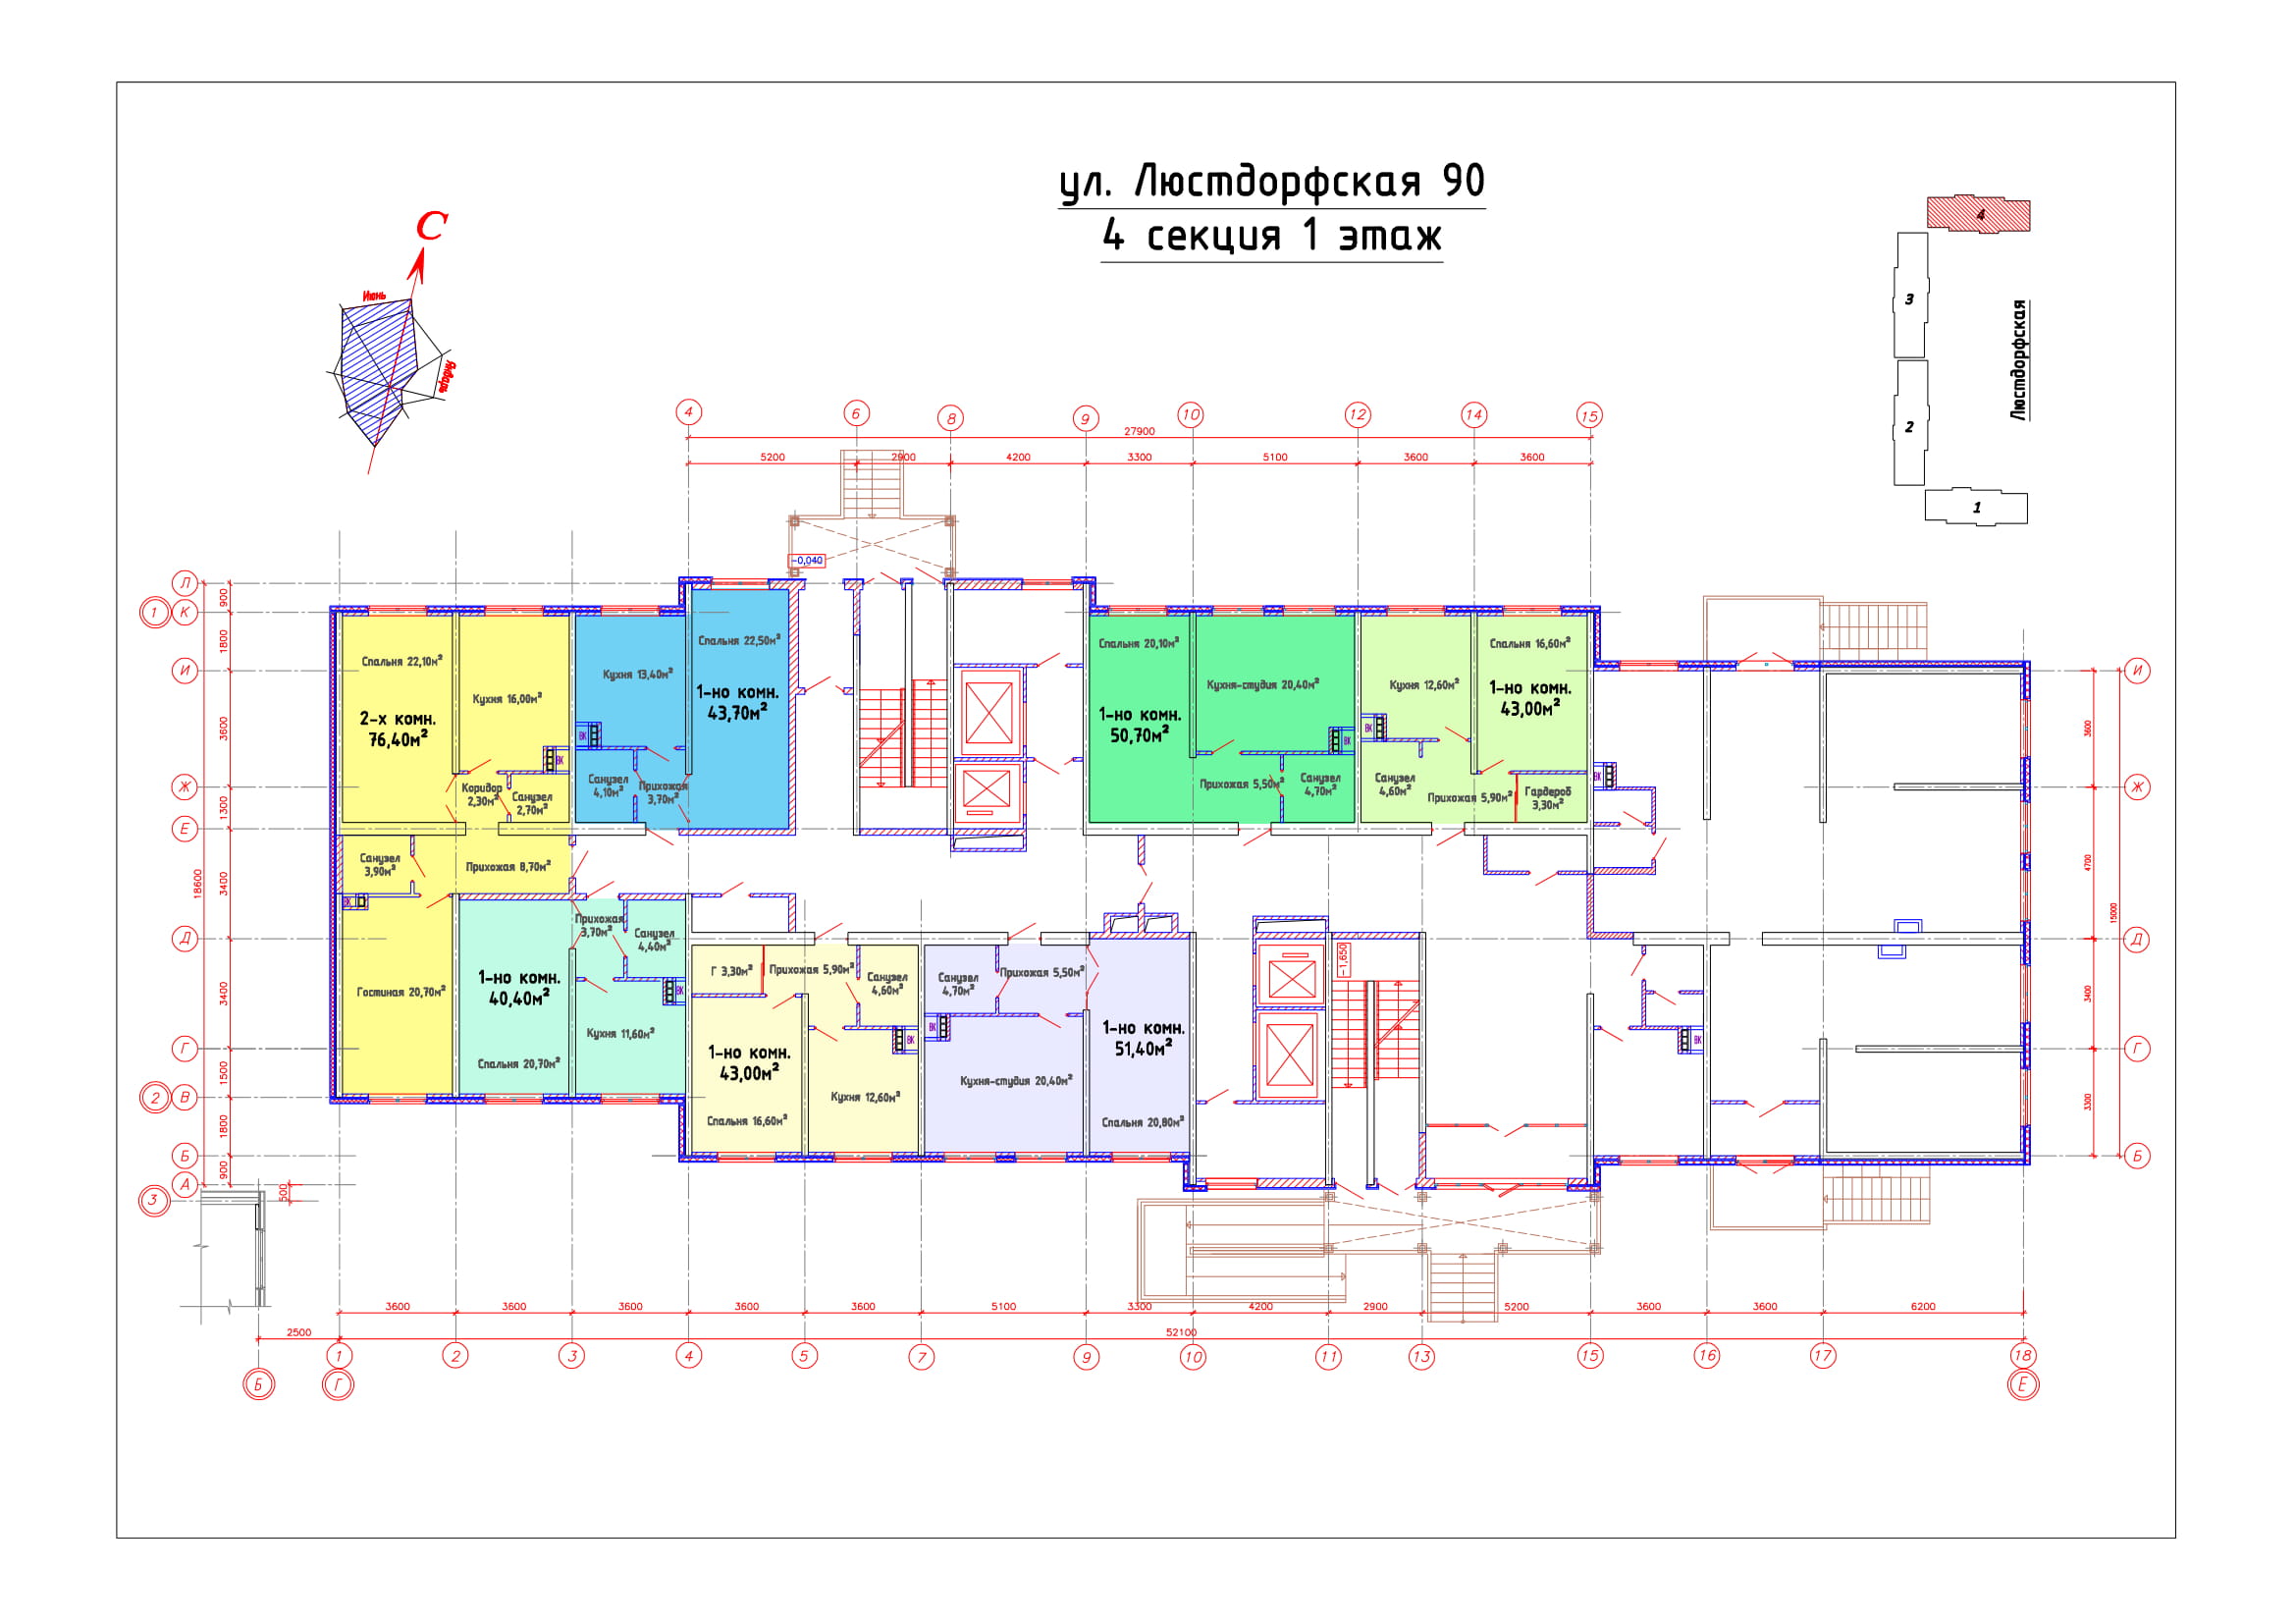 ул. Люстдорфская 90
4 секция 1 этаж
С
Июнь
Январь
4
3
2
1
Люстдорфская
4
6
8
9
10
12
14
15
27900
5200
2900
4200
3300
5100
3600
3600
-0,040
Л
1
К
И
Ж
Е
Д
Г
2
В
Б
А
3
900
1800
3600
1300
3400
3400
1500
1800
900
18600
500
Спальня 22,10м²
Кухня 16,00м²
2-х комн.
76,40м²
Коридор
2,30м²
Санузел
2,70м²
ВК
Санузел
3,90м²
Прихожая 8,70м²
ВК
Гостиная 20,70м²
Кухня 13,40м²
Спальня 22,50м²
1-но комн.
43,70м²
ВК
Санузел
4,10м²
Прихожая
3,70м²
Спальня 20,10м²
Кухня-студия 20,40м²
1-но комн.
50,70м²
ВК
Прихожая 5,50м²
Санузел
4,70м²
Спальня 16,60м²
Кухня 12,60м²
1-но комн.
43,00м²
ВК
Санузел
4,60м²
Прихожая 5,90м²
Гардероб
3,30м²
ВК
Прихожая
3,70м²
Санузел
4,40м²
1-но комн.
40,40м²
ВК
Кухня 11,60м²
Спальня 20,70м²
Г 3,30м²
Прихожая 5,90м²
Санузел
4,60м²
ВК
1-но комн.
43,00м²
Кухня 12,60м²
Спальня 16,60м²
Санузел
4,70м²
Прихожая 5,50м²
ВК
1-но комн.
51,40м²
Кухня-студия 20,40м²
Спальня 20,80м²
-1,650
ВК
И
Ж
Д
Г
Б
3600
4700
3400
3300
15000
3600
3600
3600
3600
3600
5100
3300
4200
2900
5200
3600
3600
6200
2500
52100
1
2
3
4
5
7
9
10
11
13
15
16
17
18
Б
Г
Е